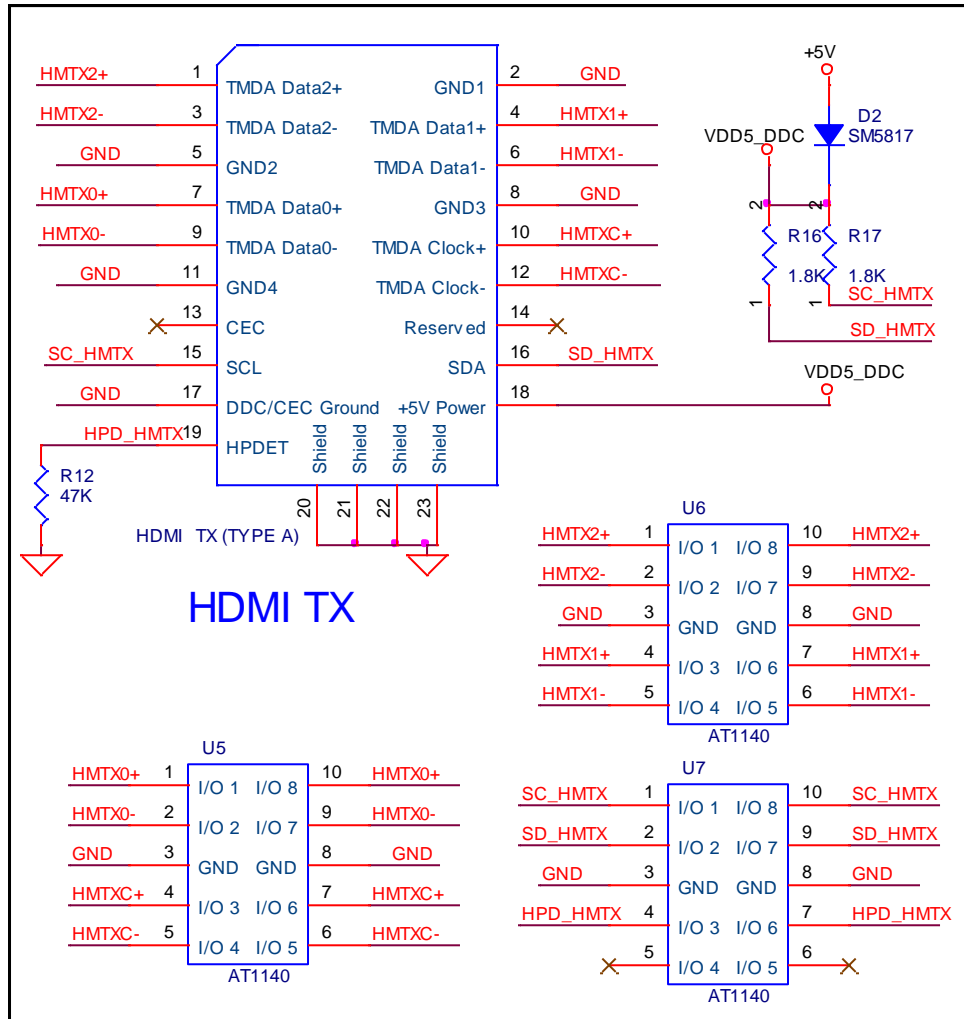 HMTX2+ 1 TMDA Data2+ GND1 2 GND
HMTX2- 3 TMDA Data2- TMDA Data1+ 4 HMTX1+
GND 5 GND2 TMDA Data1- 6 HMTX1-
HMTX0+ 7 TMDA Data0+ GND3 8 GND
HMTX0- 9 TMDA Data0- TMDA Clock+ 10 HMTXC+
GND 11 GND4 TMDA Clock- 12 HMTXC-
13 CEC Reserved 14
SC_HMTX 15 SCL SDA 16 SD_HMTX
GND 17 DDC/CEC Ground +5V Power 18
HPD_HMTX 19 HPDET
Shield Shield Shield Shield
20 21 22 23
R12
47K
HDMI TX (TYPE A)
HDMI TX
+5V
D2
SM5817
VDD5_DDC
2 2
R16 R17
1.8K 1.8K
1 1
SC_HMTX
SD_HMTX
VDD5_DDC
U6
HMTX2+ 1 I/O 1 I/O 8 10 HMTX2+
HMTX2- 2 I/O 2 I/O 7 9 HMTX2-
GND 3 GND GND 8 GND
HMTX1+ 4 I/O 3 I/O 6 7 HMTX1+
HMTX1- 5 I/O 4 I/O 5 6 HMTX1-
AT1140
U5
HMTX0+ 1 I/O 1 I/O 8 10 HMTX0+
HMTX0- 2 I/O 2 I/O 7 9 HMTX0-
GND 3 GND GND 8 GND
HMTXC+ 4 I/O 3 I/O 6 7 HMTXC+
HMTXC- 5 I/O 4 I/O 5 6 HMTXC-
AT1140
U7
SC_HMTX 1 I/O 1 I/O 8 10 SC_HMTX
SD_HMTX 2 I/O 2 I/O 7 9 SD_HMTX
GND 3 GND GND 8 GND
HPD_HMTX 4 I/O 3 I/O 6 7 HPD_HMTX
5 I/O 4 I/O 5 6
AT1140